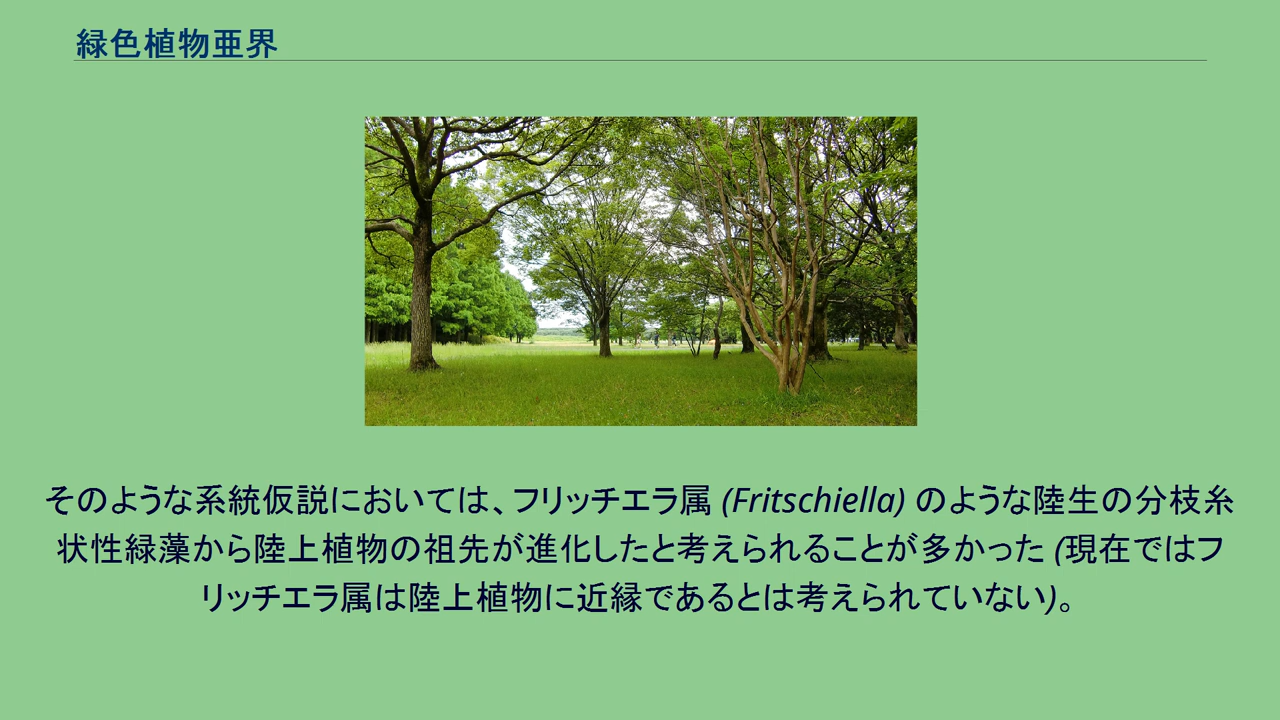 緑色植物亜界
そのような系統仮説においては、フリッチエラ属 (Fritschiella) のような陸生の分枝糸
状性緑藻から陸上植物の祖先が進化したと考えられることが多かった (現在ではフ
リッチエラ属は陸上植物に近縁であるとは考えられていない)。